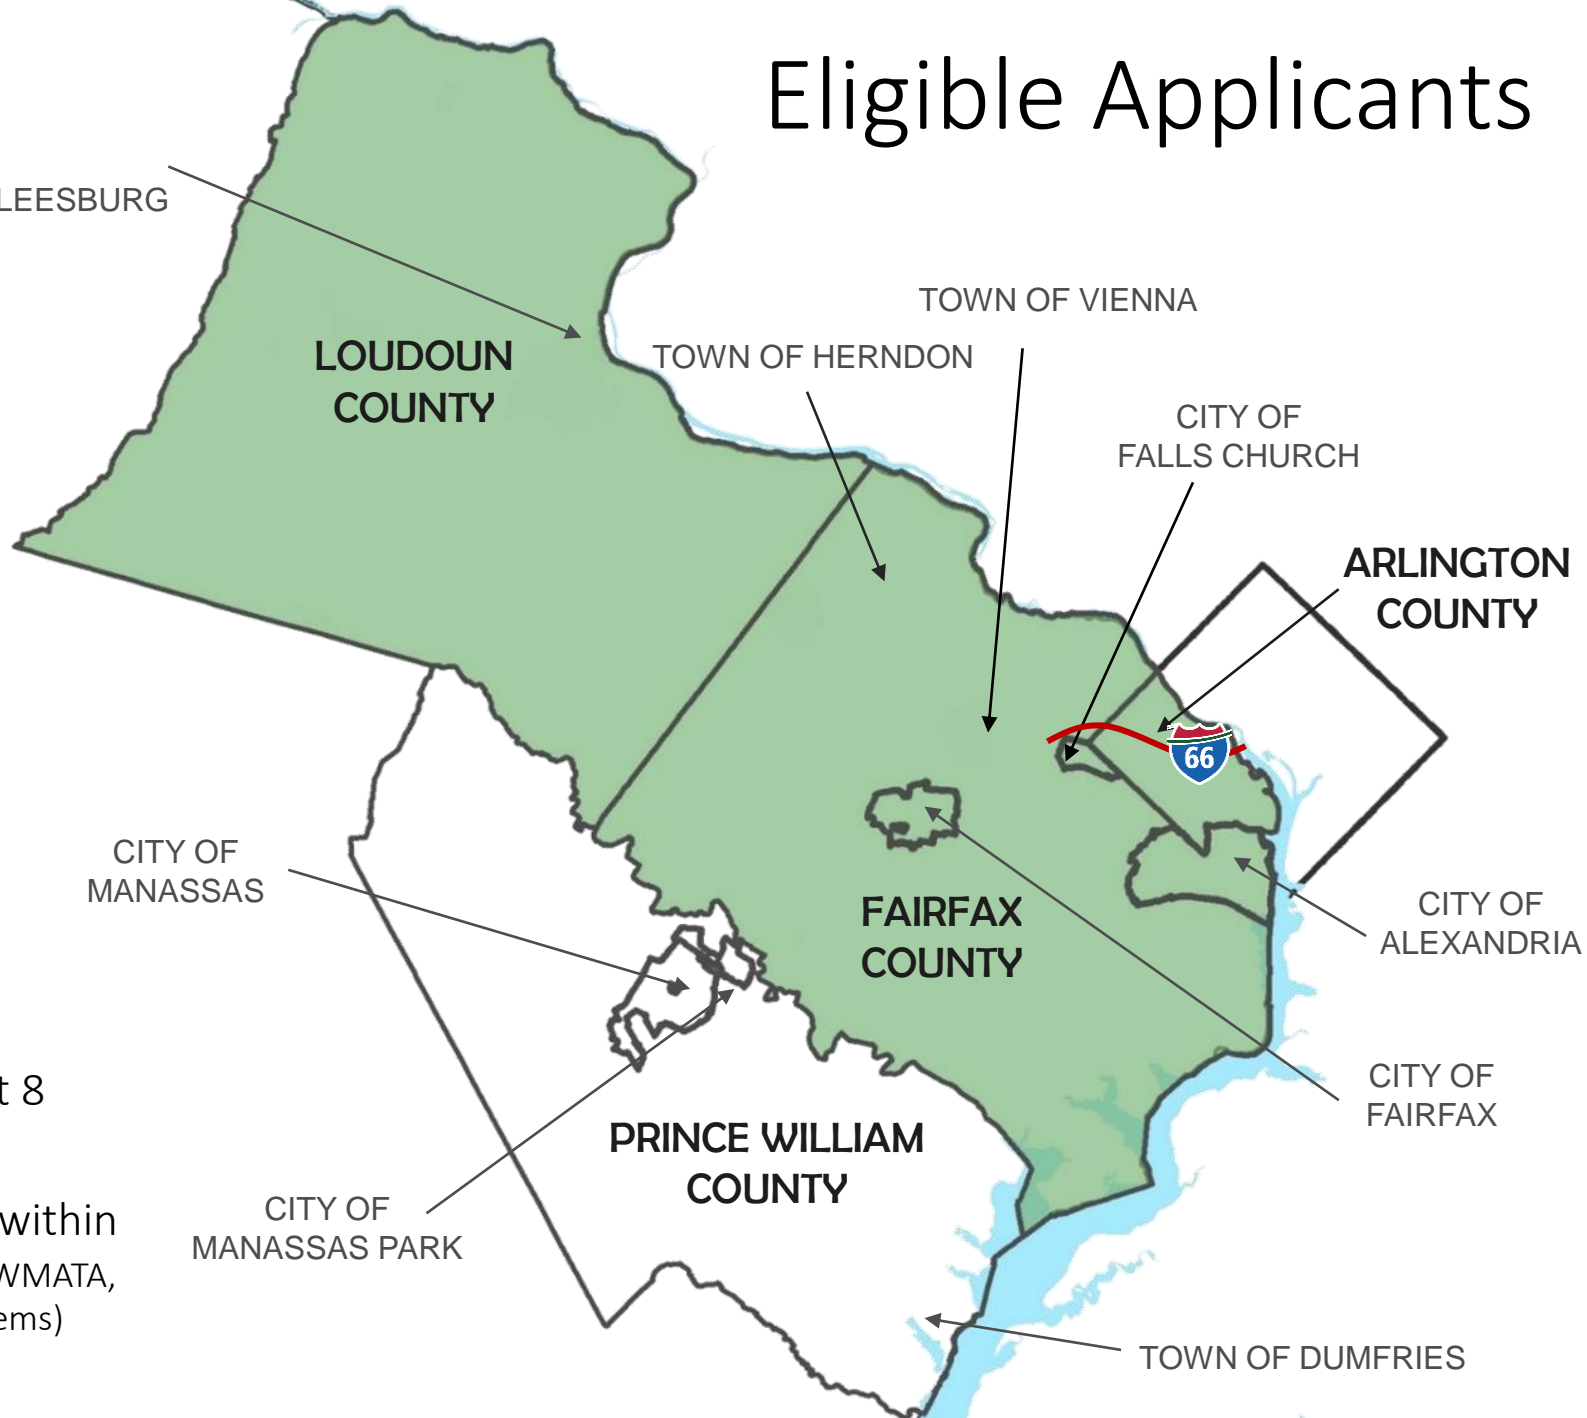 Eligible Applicants
LEESBURG
TOWN OF VIENNA
LOUDOUN
COUNTY
TOWN OF HERNDON
CITY OF
FALLS CHURCH
ARLINGTON
COUNTY
66
CITY OF
MANASSAS
FAIRFAX
COUNTY
CITY OF
ALEXANDRIA
t 8
CITY OF
FAIRFAX
PRINCE WILLIAM
COUNTY
within
WMATA,
ems)
CITY OF
MANASSAS PARK
TOWN OF DUMFRIES